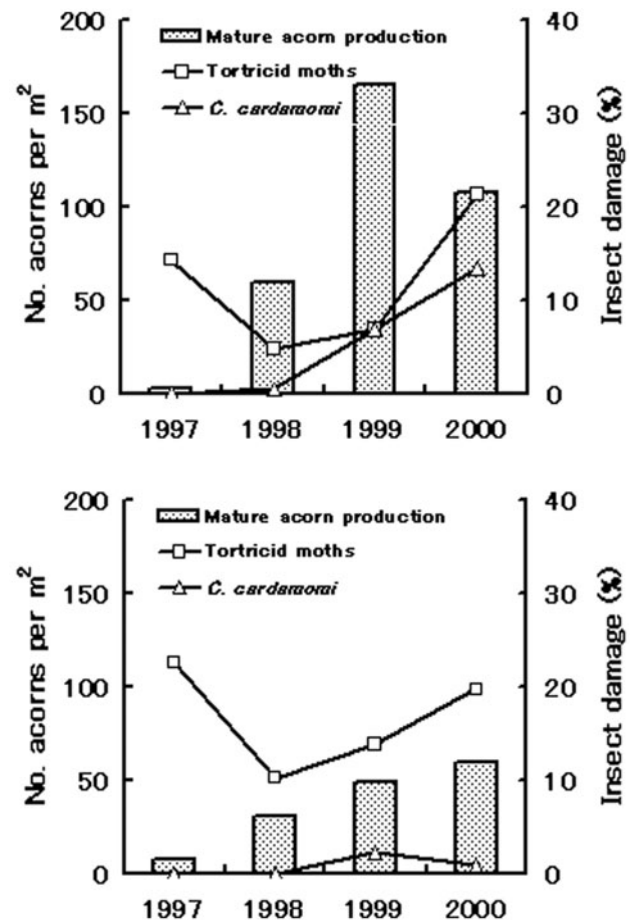 200
150
100
50
0
No. acorns per m²
Mature acorn production
Tortricid moths
C. cardamomi
40
30
20
10
0
Insect damage (%)
1997 1998 1999 2000
200
150
100
50
0
No. acorns per m²
Mature acorn production
Tortricid moths
C. cardamomi
40
30
20
10
0
Insect damage (%)
1997 1998 1999 2000